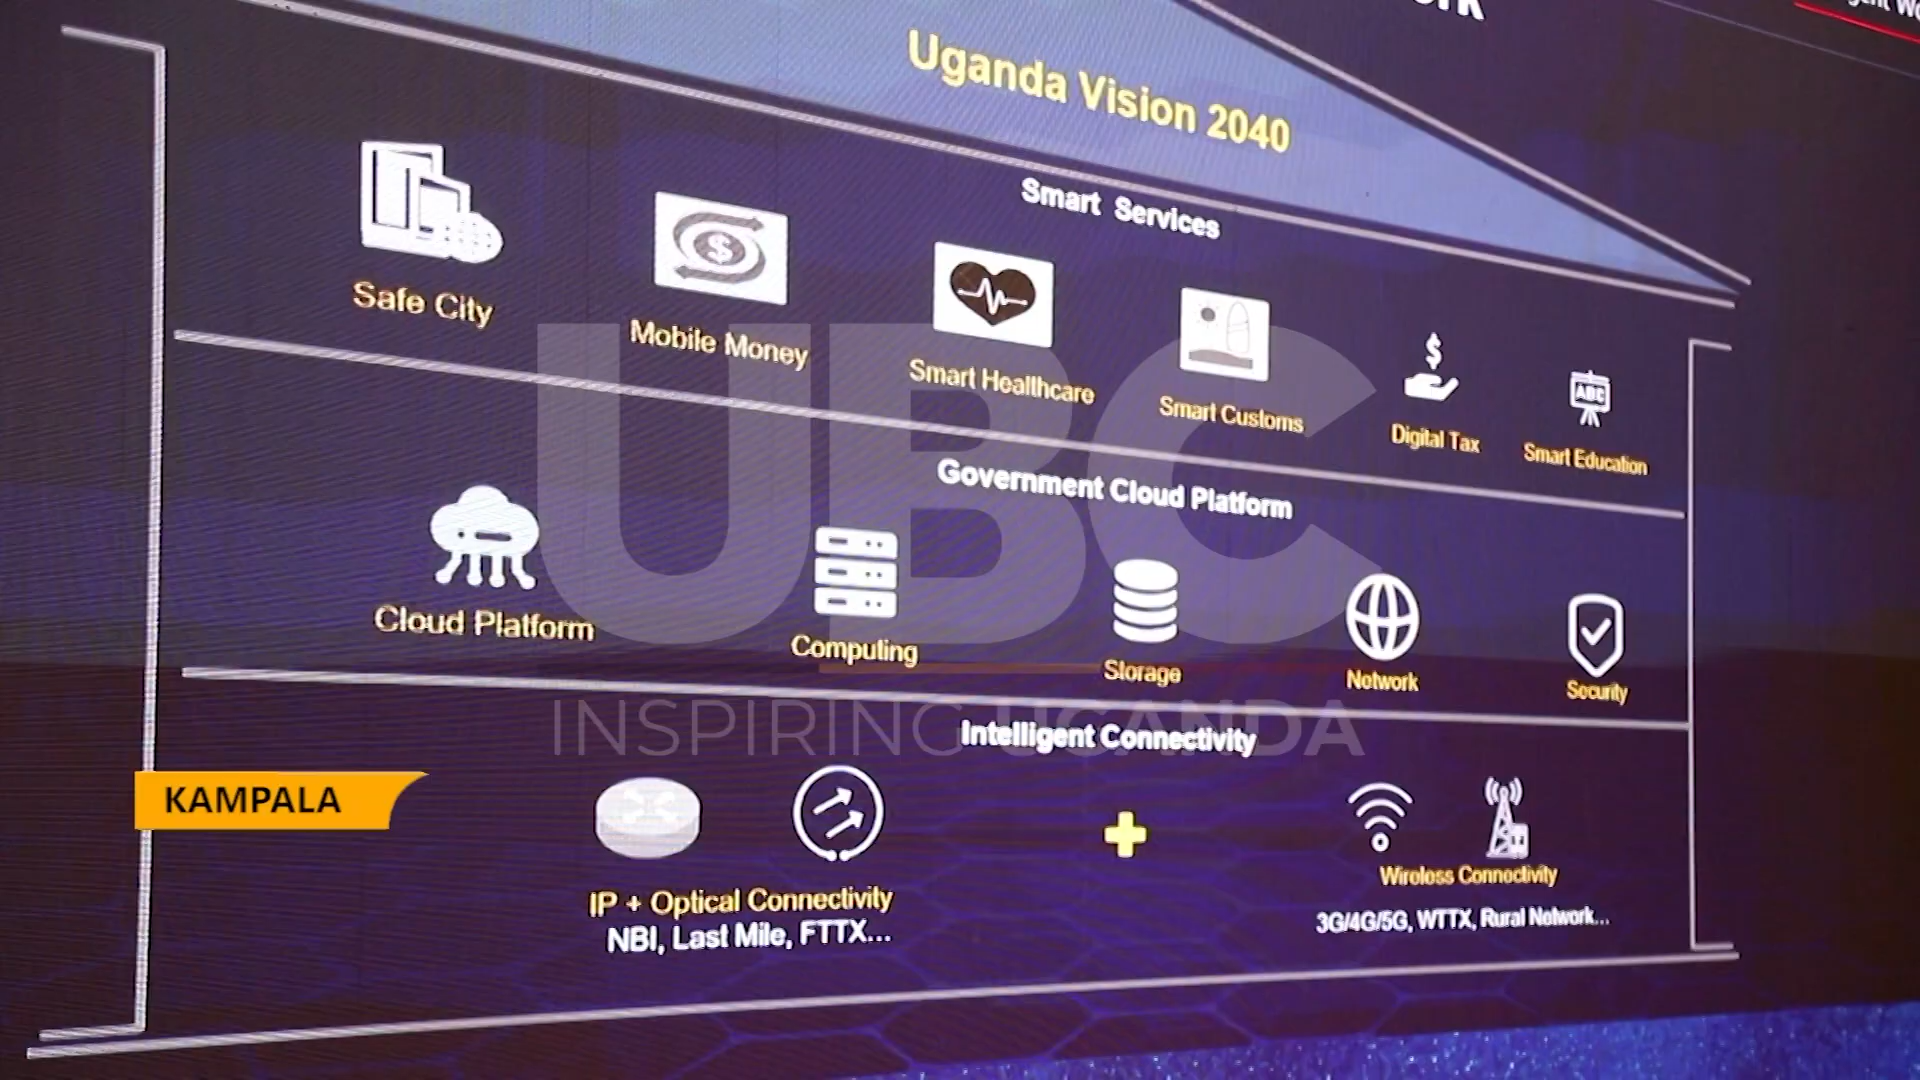 Uganda Vision 2040
Smart Services
Safe City
Mobile Money
Smart Healthcare
Smart Customs
Digital Tax
ABC
Smart Education
Government Cloud Platform
Cloud Platform
Computing
Storage
Network
Security
UBC
INSPIRING UGANDA
Intelligent Connectivity
KAMPALA
IP + Optical Connectivity
NBI, Last Mile, FTTX...
Wireless Connectivity
3G/4G/5G, WTTX, Rural Network...